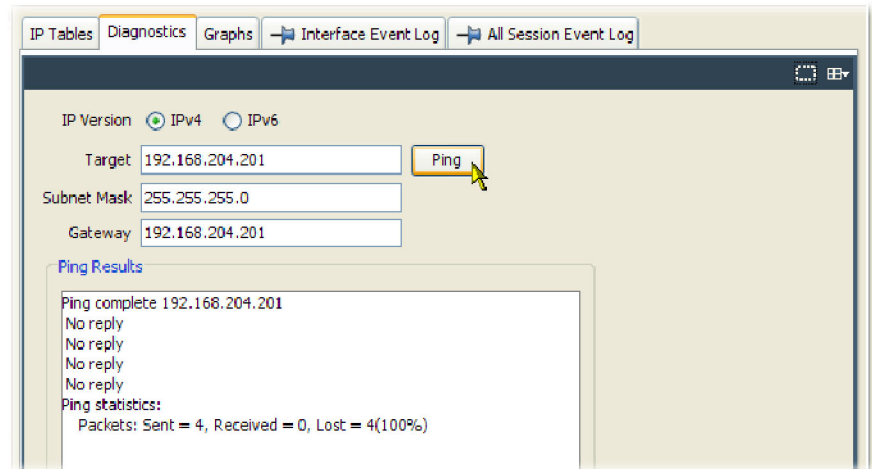 IP Tables Diagnostics Graphs Interface Event Log All Session Event Log
IP Version IPv4 IPv6
Target 192.168.204.201 Ping
Subnet Mask 255.255.255.0
Gateway 192.168.204.201
Ping Results
Ping complete 192.168.204.201
No reply
No reply
No reply
No reply
Ping statistics:
Packets: Sent = 4, Received = 0, Lost = 4(100%)